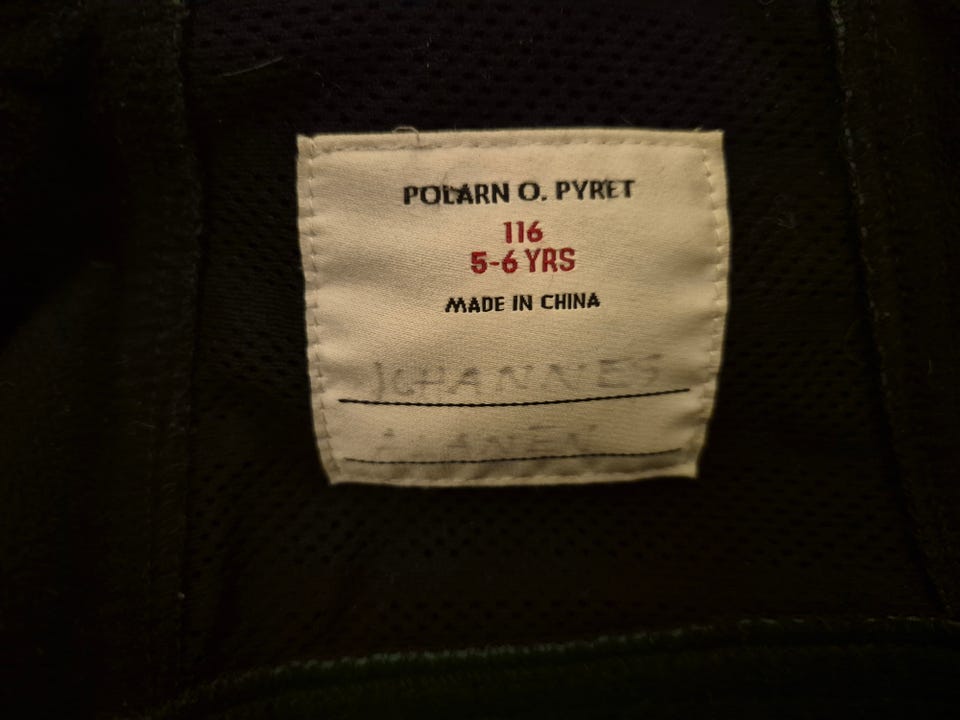 POLARN O. PYRET
116
5-6 YRS
MADE IN CHINA
JOHANNES